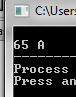 C:\Users
65 A
--------
Process
Press an